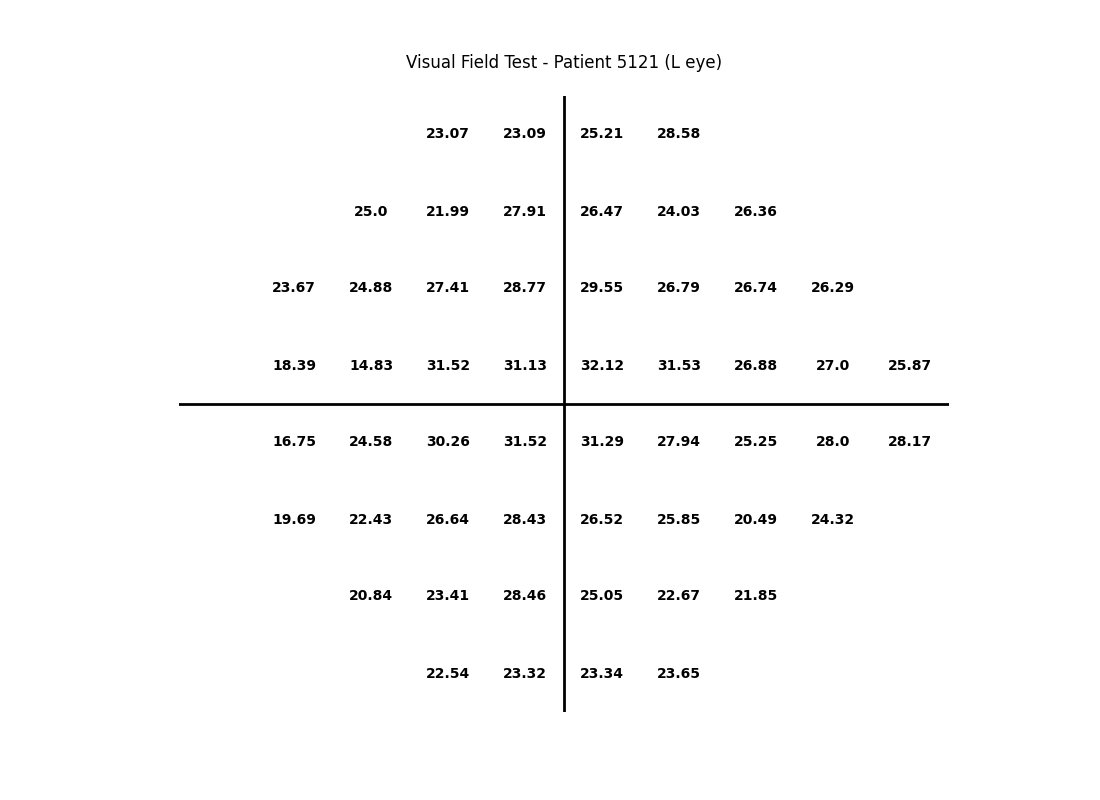 Visual Field Test - Patient 5121 (L eye)
23.07 23.09 25.21 28.58
25.0 21.99 27.91 26.47 24.03 26.36
23.67 24.88 27.41 28.77 29.55 26.79 26.74 26.29
18.39 14.83 31.52 31.13 32.12 31.53 26.88 27.0 25.87
16.75 24.58 30.26 31.52 31.29 27.94 25.25 28.0 28.17
19.69 22.43 26.64 28.43 26.52 25.85 20.49 24.32
20.84 23.41 28.46 25.05 22.67 21.85
22.54 23.32 23.34 23.65